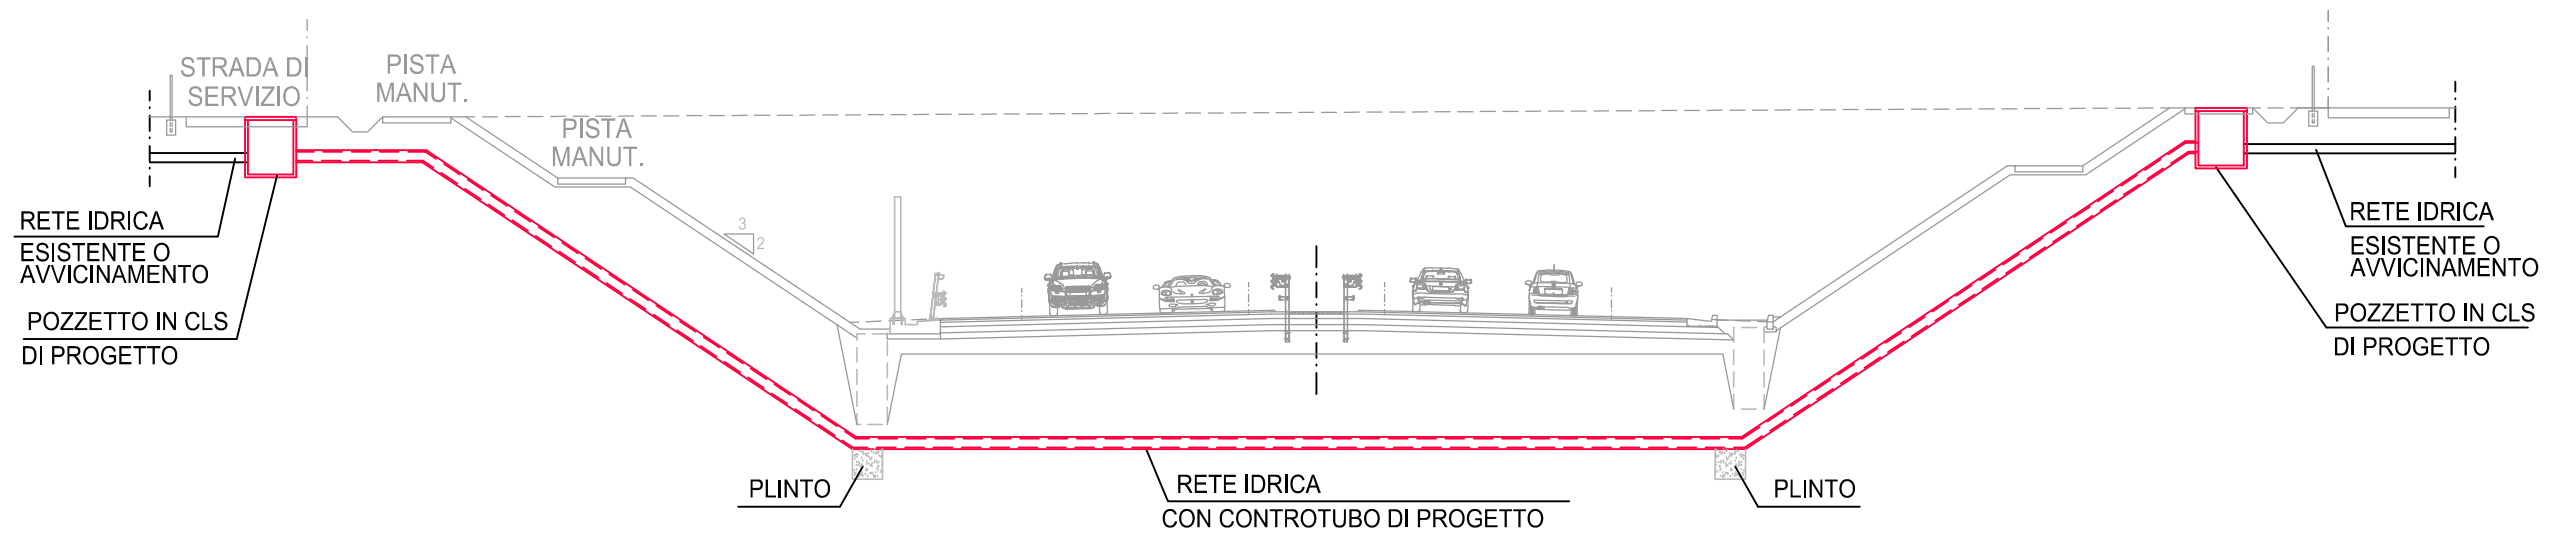 STRADA DI
SERVIZIO
PISTA
MANUT.
PISTA
MANUT.
3
2
RETE IDRICA
ESISTENTE O
AVVICINAMENTO
POZZETTO IN CLS
DI PROGETTO
PLINTO
RETE IDRICA
CON CONTROTUBO DI PROGETTO
PLINTO
RETE IDRICA
ESISTENTE O
AVVICINAMENTO
POZZETTO IN CLS
DI PROGETTO